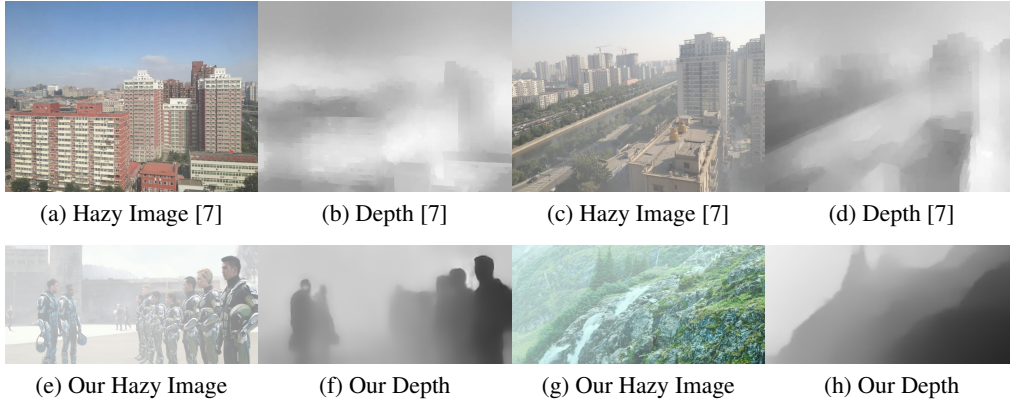 (a) Hazy Image [7] (b) Depth [7] (c) Hazy Image [7] (d) Depth [7]
(e) Our Hazy Image (f) Our Depth (g) Our Hazy Image (h) Our Depth